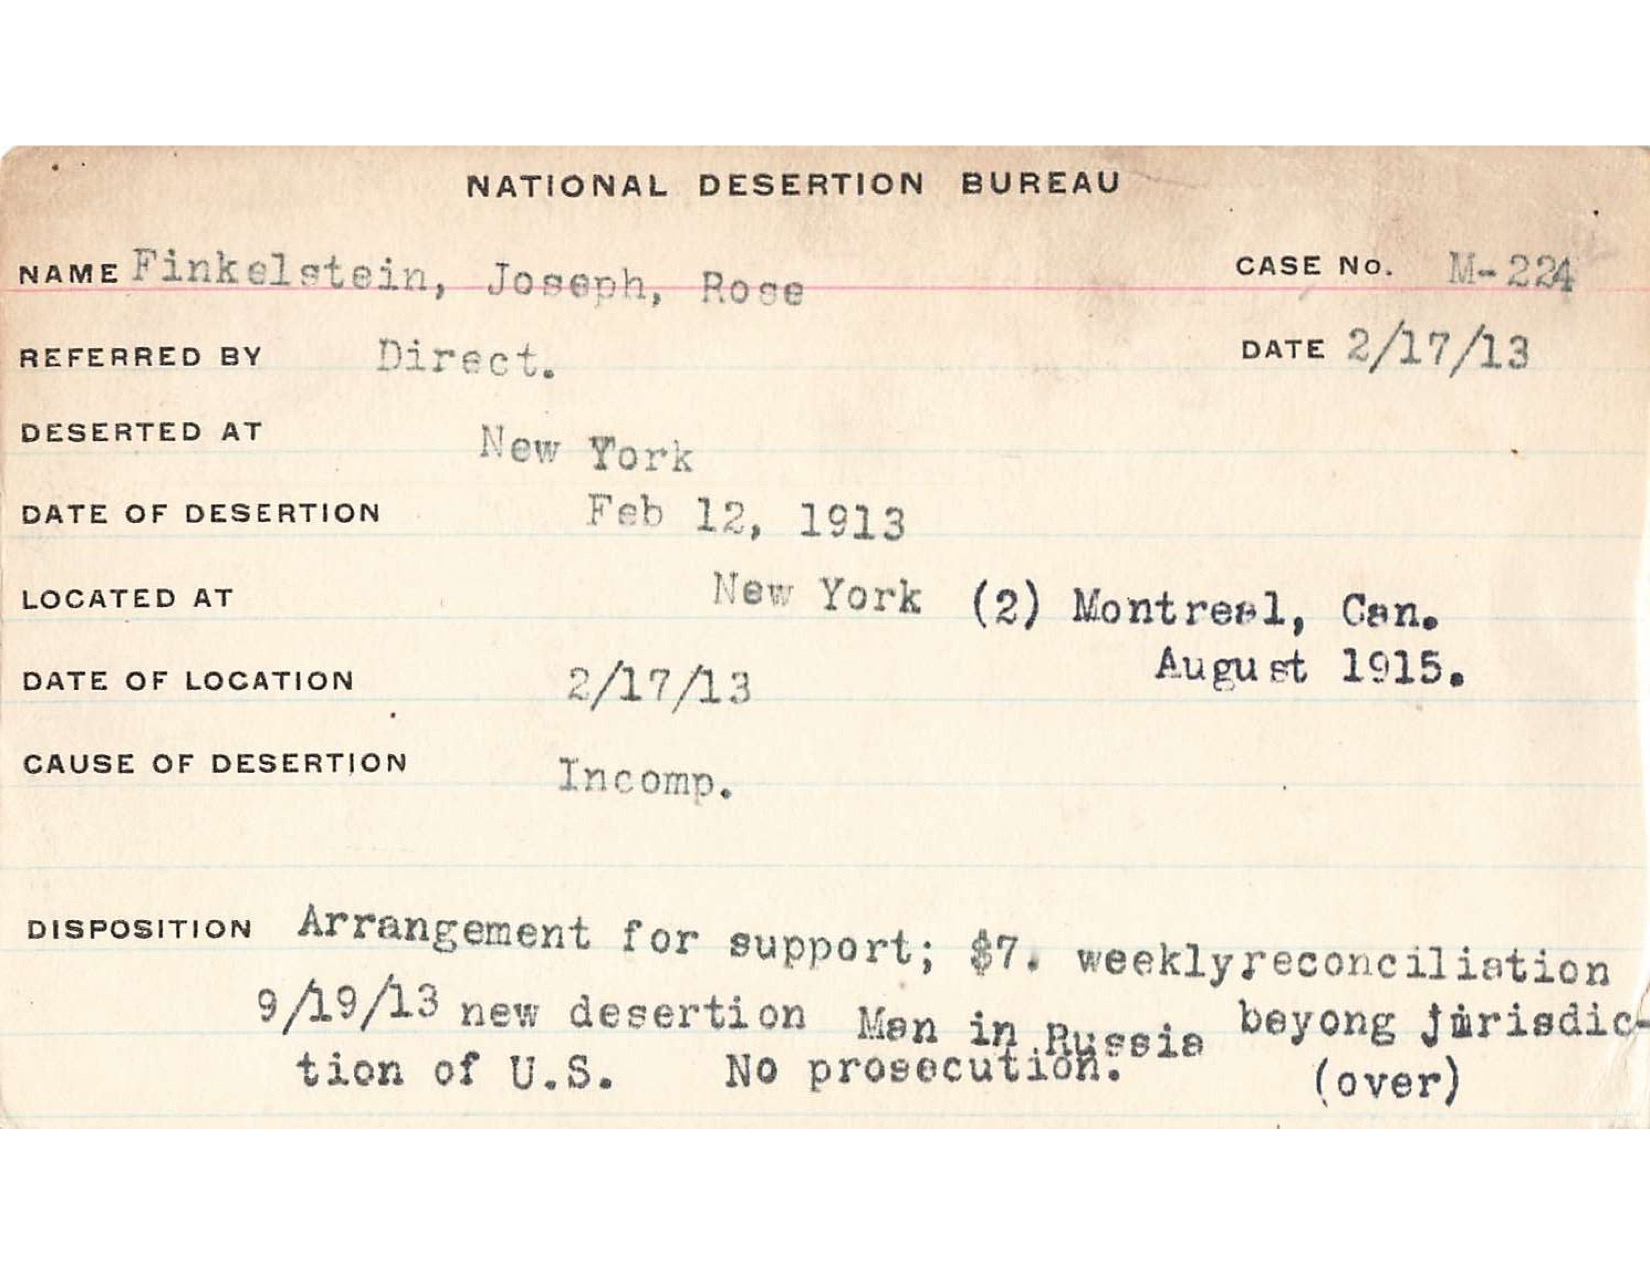 NATIONAL DESERTION BUREAU
NAME Finkelstein, Joseph, Rose CASE No. M-224
REFERRED BY Direct. DATE 2/17/13
DESERTED AT New York
DATE OF DESERTION Feb 12, 1913
LOCATED AT New York (2) Montreal, Can.
August 1915.
DATE OF LOCATION 2/17/13
CAUSE OF DESERTION Incomp.
DISPOSITION Arrangement for support; $7. weekly,reconciliation
9/19/13 new desertion Man in Russia beyong jurisdic-
tion of U.S. No prosecution. (over)